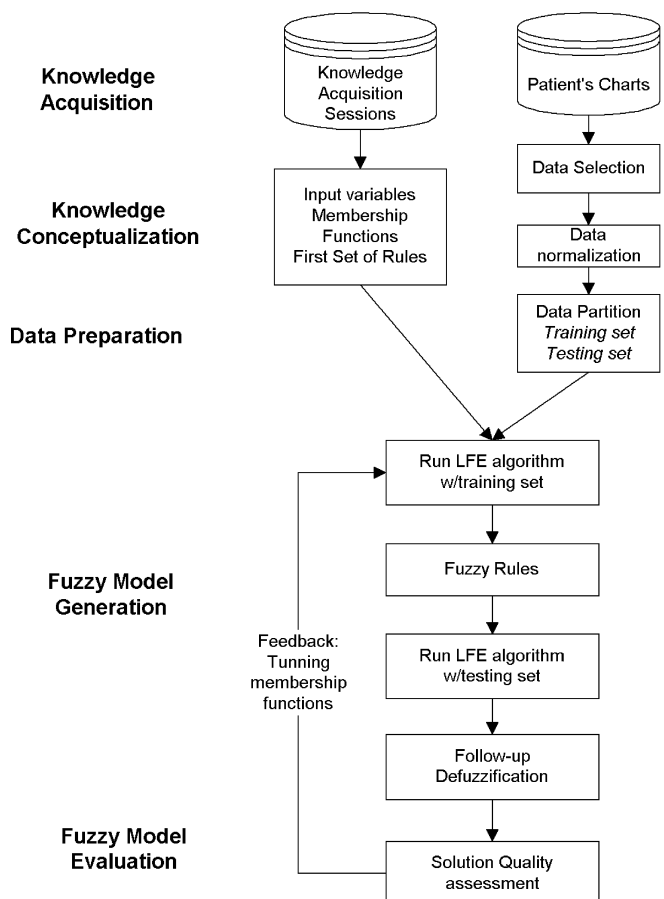 Knowledge
Acquisition
Knowledge
Acquisition
Sessions
Patient's Charts
Data Selection
Knowledge
Conceptualization
Input variables
Membership
Functions
First Set of Rules
Data
normalization
Data Preparation
Data Partition
Training set
Testing set
Run LFE algorithm
w/training set
Fuzzy Model
Generation
Fuzzy Rules
Feedback:
Tunning
membership
functions
Run LFE algorithm
w/testing set
Follow-up
Defuzzification
Fuzzy Model
Evaluation
Solution Quality
assessment